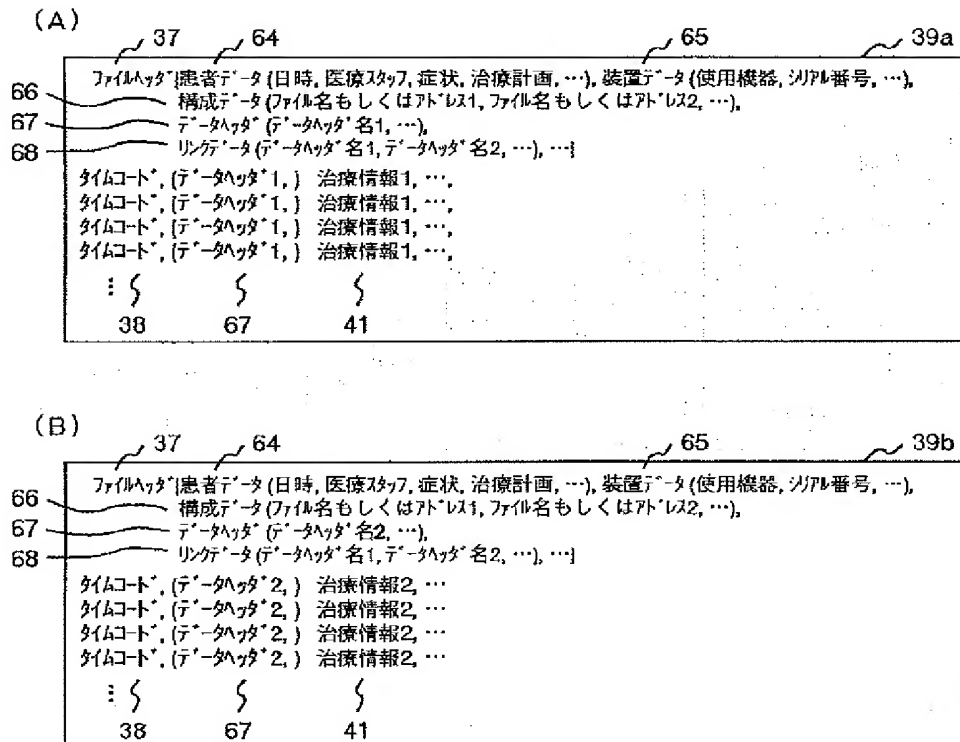 (A)
37 64 65 39a
ファイルヘッダ{患者データ(日時, 医療スタッフ, 症状, 治療計画, …), 装置データ(使用機器, シリアル番号, …),
66 構成データ(ファイル名もしくはアドレス1, ファイル名もしくはアドレス2, …),
67 データヘッダ(データヘッダ名1, …),
68 リンクデータ(データヘッダ名1, データヘッダ名2, …), …}
タイムコード, (データヘッダ1, ) 治療情報1, …,
タイムコード, (データヘッダ1, ) 治療情報1, …,
タイムコード, (データヘッダ1, ) 治療情報1, …,
タイムコード, (データヘッダ1, ) 治療情報1, …,
⋮
38 67 41
(B)
37 64 65 39b
ファイルヘッダ{患者データ(日時, 医療スタッフ, 症状, 治療計画, …), 装置データ(使用機器, シリアル番号, …),
66 構成データ(ファイル名もしくはアドレス1, ファイル名もしくはアドレス2, …),
67 データヘッダ(データヘッダ名2, …),
68 リンクデータ(データヘッダ名1, データヘッダ名2, …), …}
タイムコード, (データヘッダ2, ) 治療情報2, …
タイムコード, (データヘッダ2, ) 治療情報2, …
タイムコード, (データヘッダ2, ) 治療情報2, …
タイムコード, (データヘッダ2, ) 治療情報2, …
⋮
38 67 41